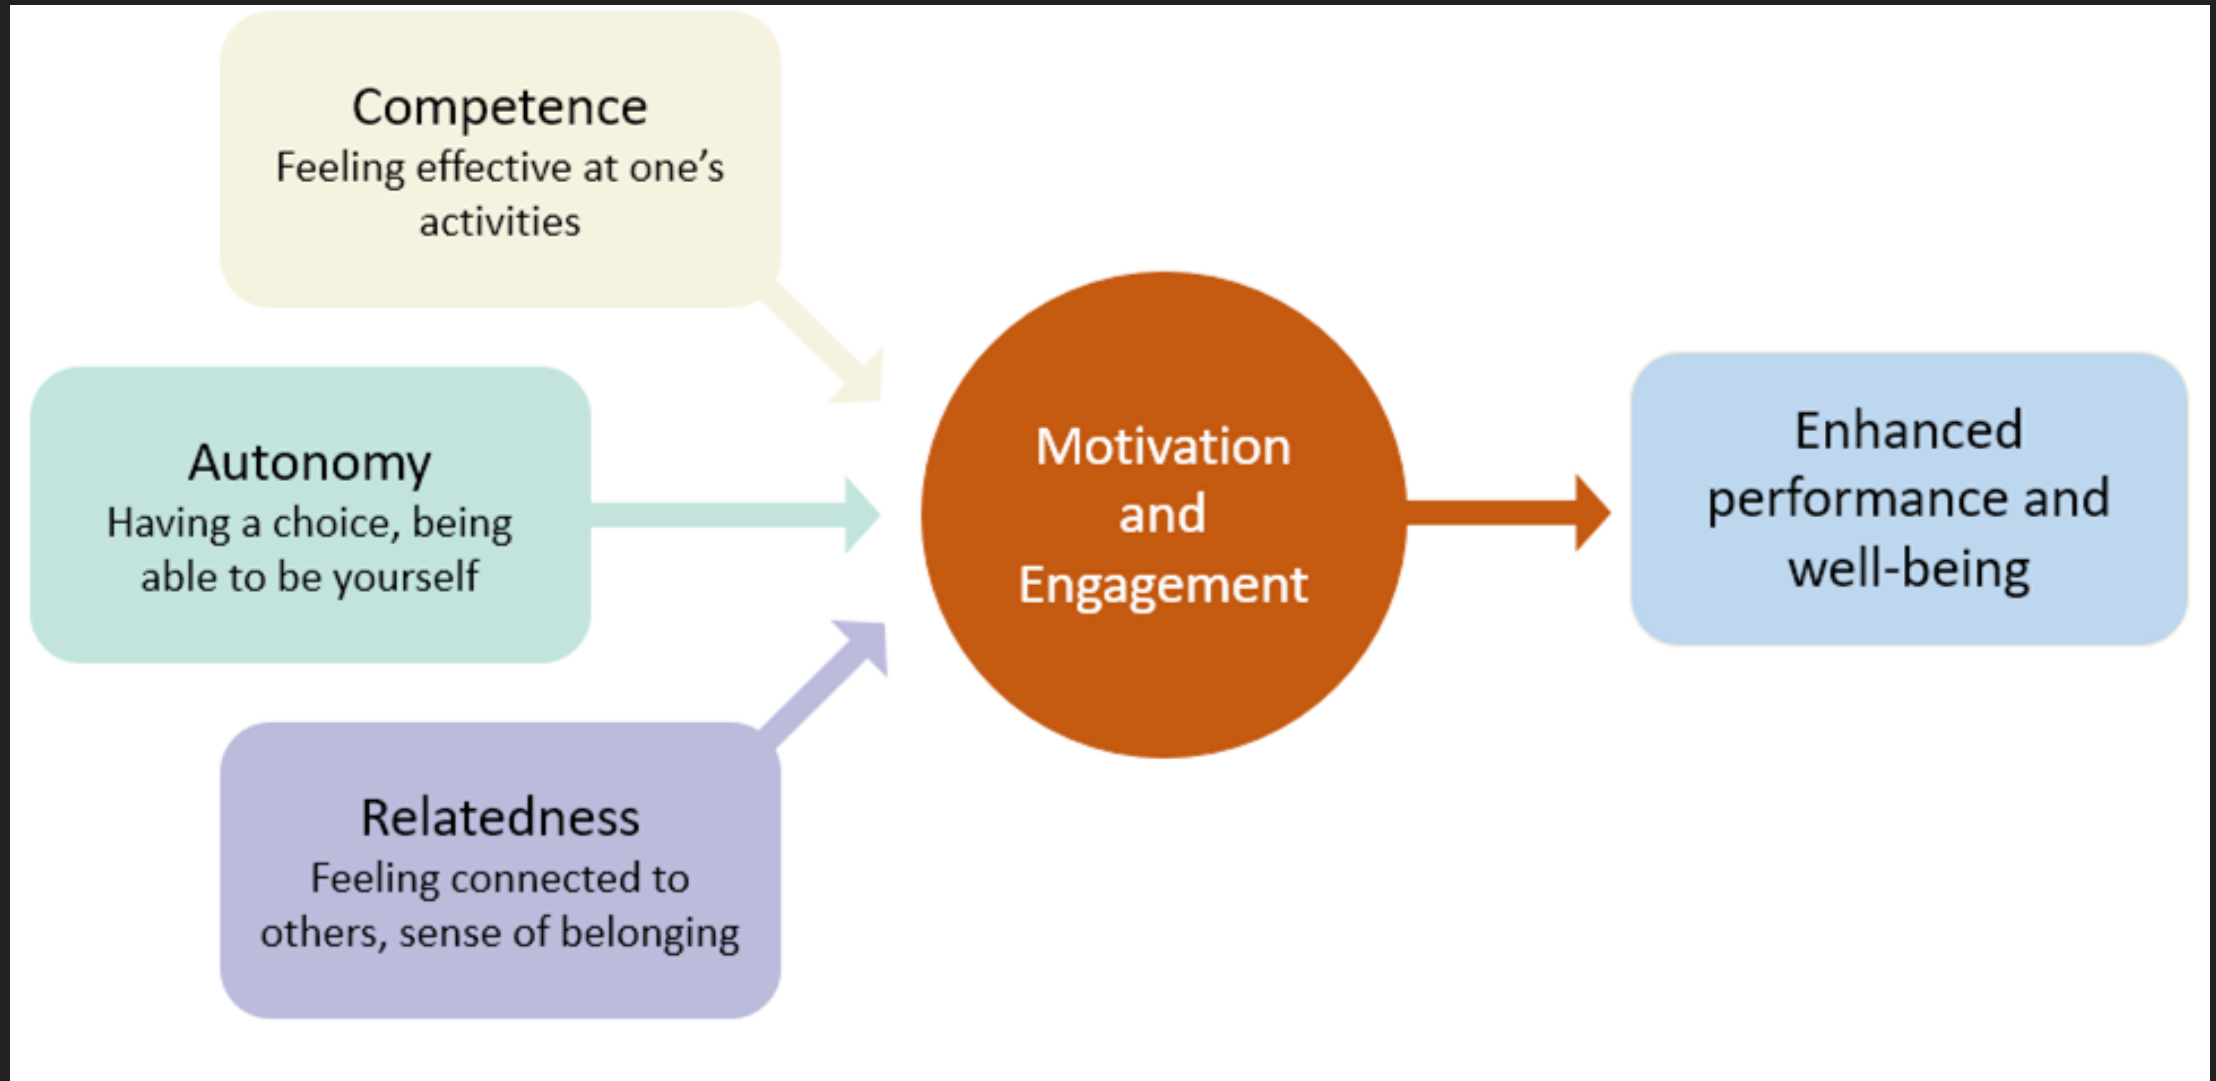 Competence
Feeling effective at one’s
activities
Autonomy
Having a choice, being
able to be yourself
Relatedness
Feeling connected to
others, sense of belonging
Motivation
and
Engagement
Enhanced
performance and
well-being